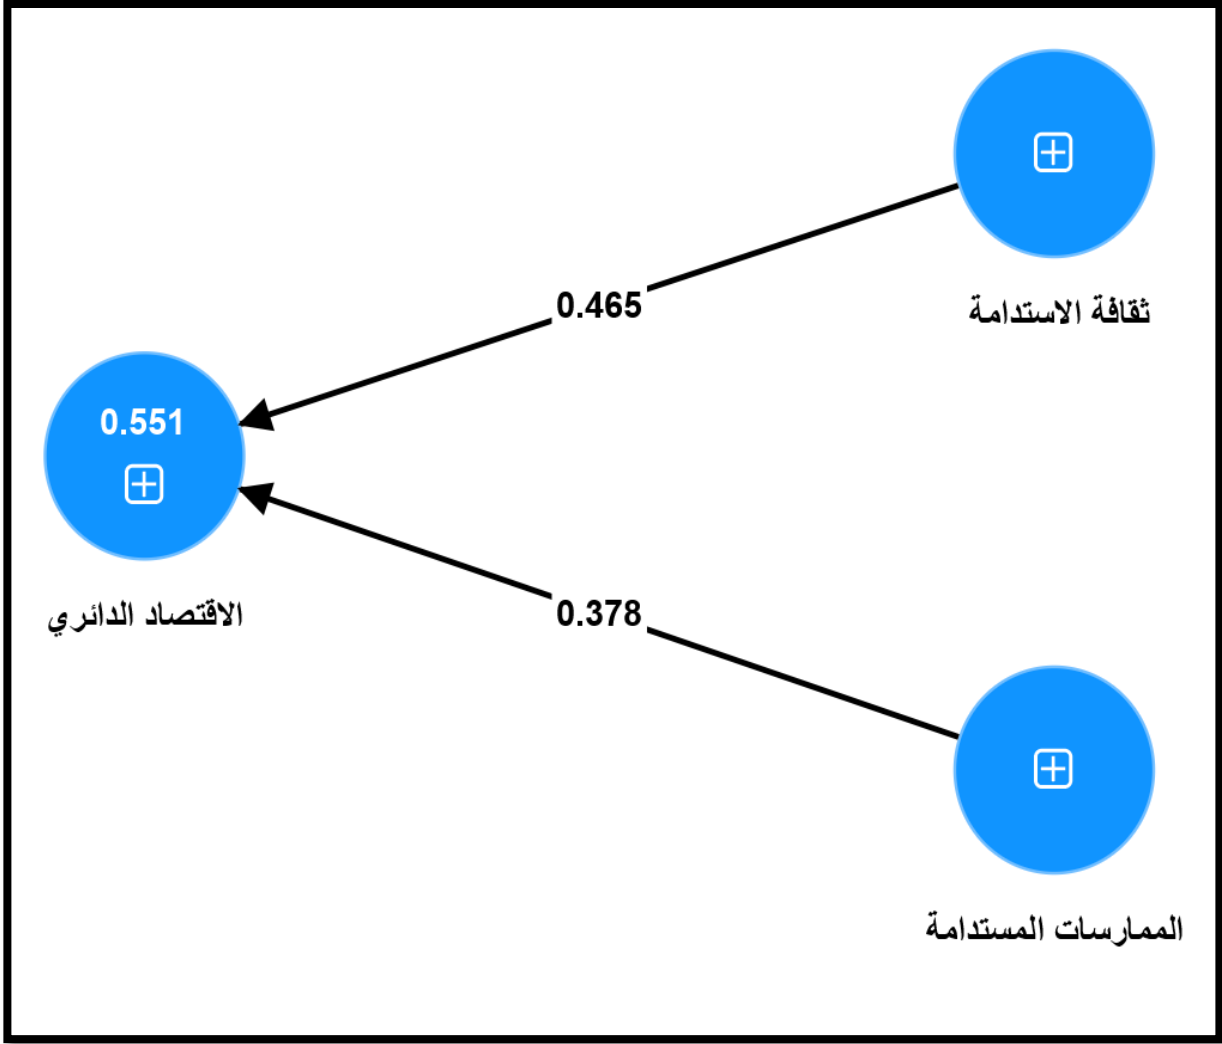 ثقافة الاستدامة
0.465
0.551
الاقتصاد الدائري
0.378
الممارسات المستدامة